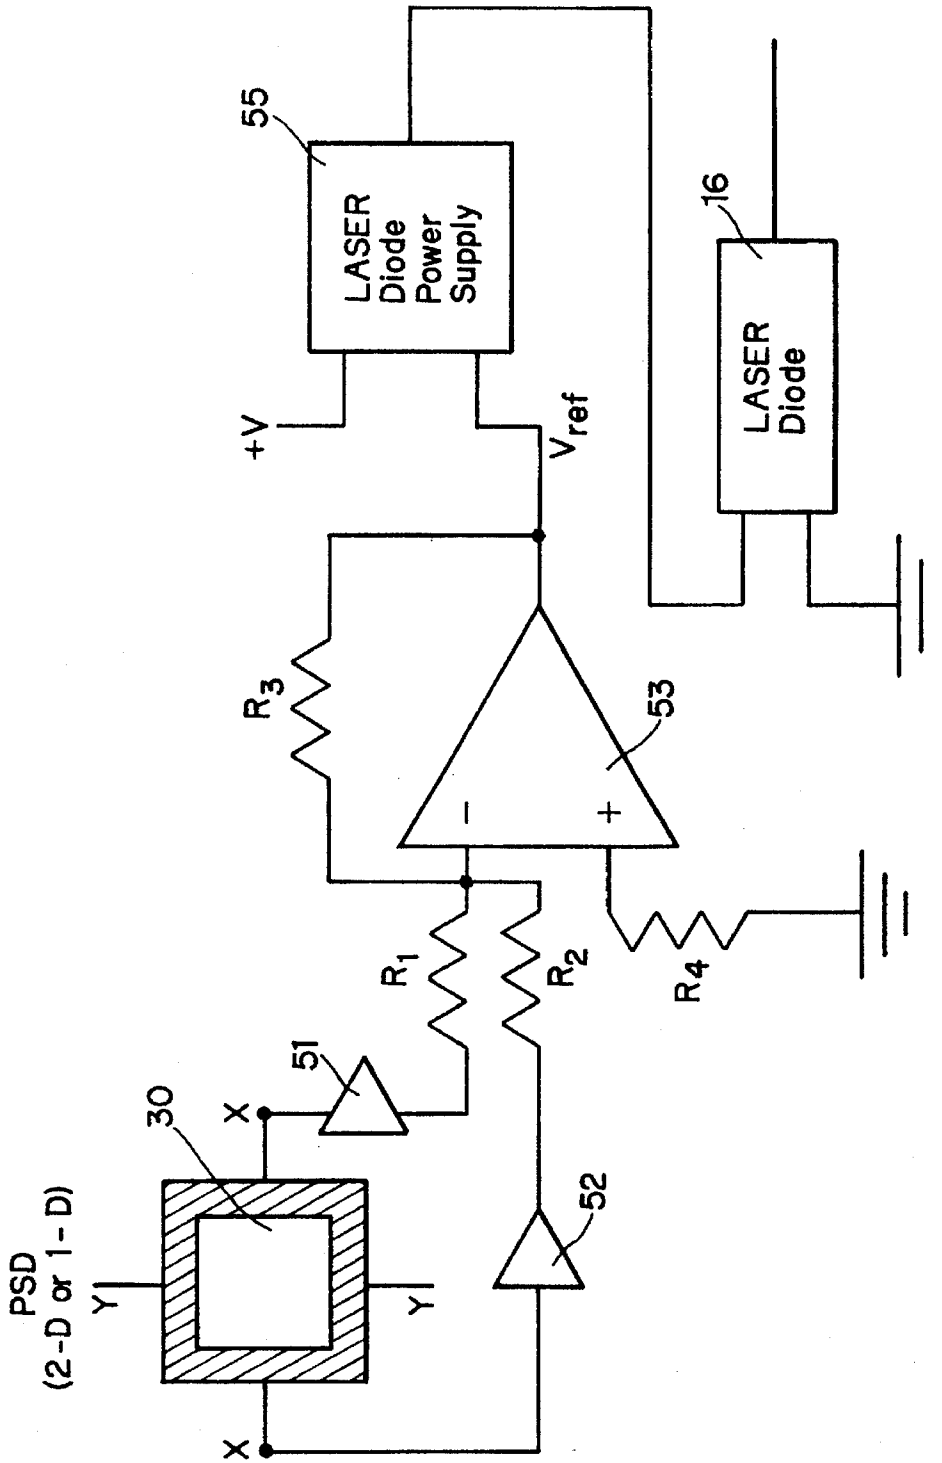 PSD
(2-D or 1-D)
Y
Y
X
X
30
51
52
R1
R2
R3
R4
−
+
53
+V
Vref
55
LASER
Diode
Power
Supply
16
LASER
Diode